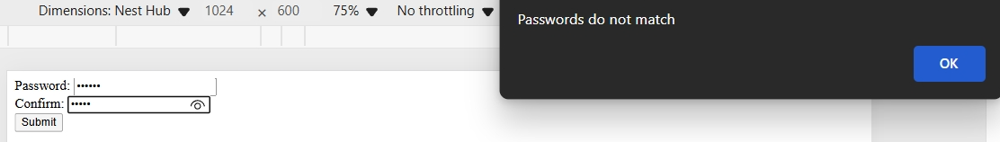 Dimensions: Nest Hub ▼ 1024 × 600 75% ▼ No throttling ▼
Passwords do not match
OK
Password: ••••••
Confirm: •••••
Submit